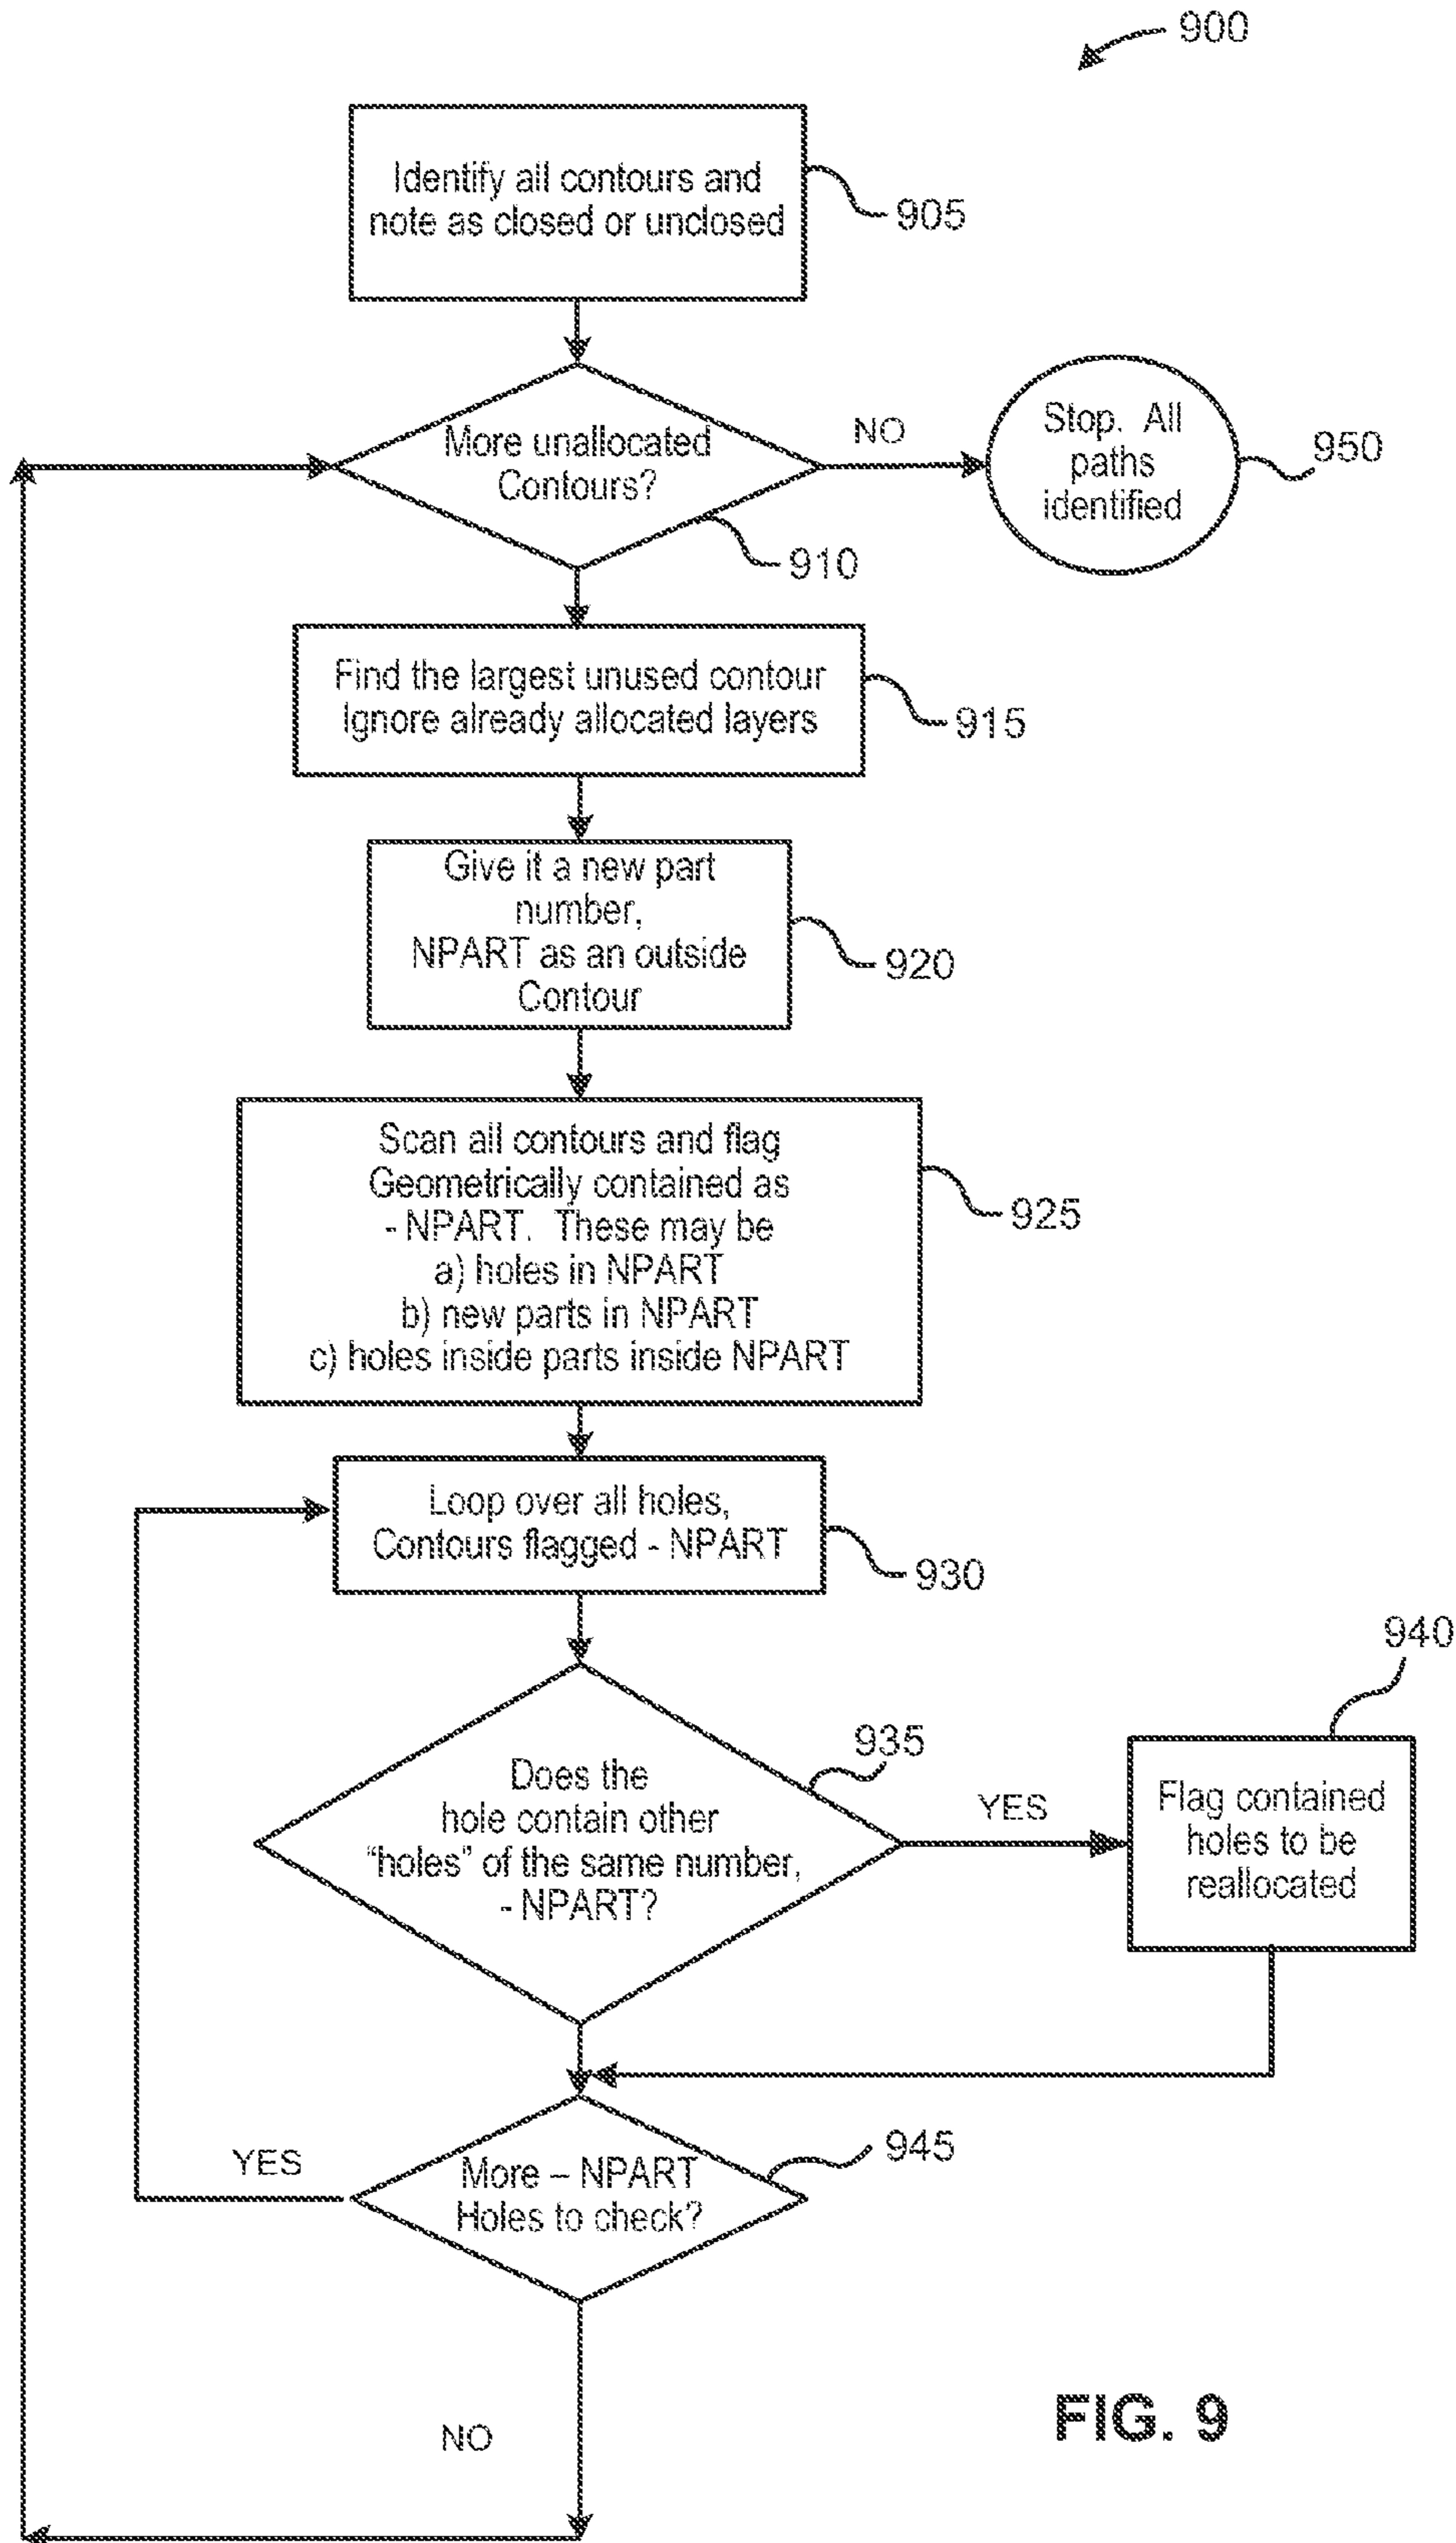 900
Identify all contours and
note as closed or unclosed
905
More unallocated
Contours?
NO
Stop. All
paths
identified
950
910
Find the largest unused contour
Ignore already allocated layers
915
Give it a new part
number,
NPART as an outside
Contour
920
Scan all contours and flag
Geometrically contained as
- NPART. These may be
a) holes in NPART
b) new parts in NPART
c) holes inside parts inside NPART
925
Loop over all holes,
Contours flagged - NPART
930
Does the
hole contain other
“holes” of the same number,
- NPART?
935
YES
940
Flag contained
holes to be
reallocated
More – NPART
Holes to check?
945
YES
NO
FIG. 9